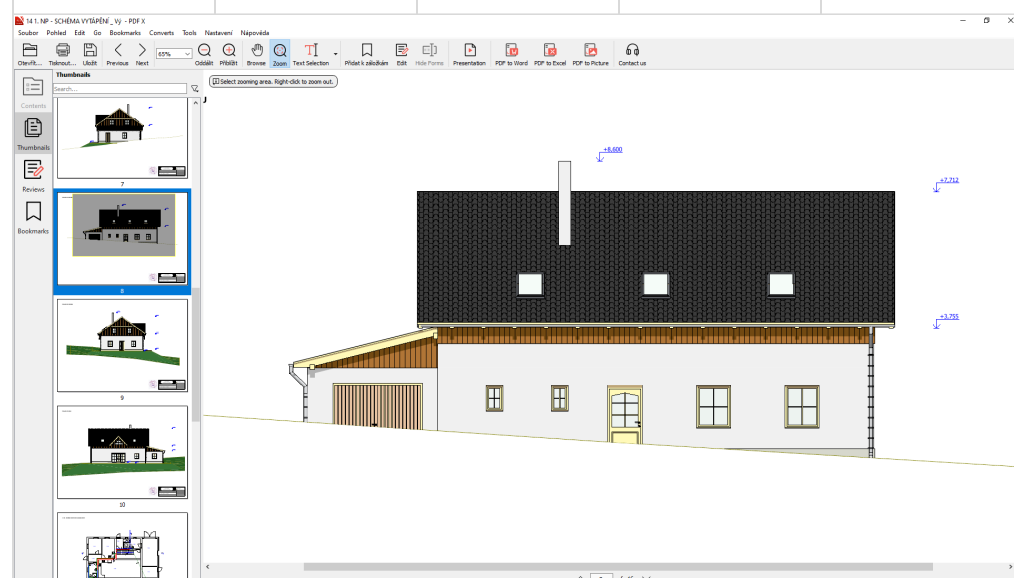 14 1. NP - SCHÉMA VYTÁPĚNÍ _ Vý - PDF X
Soubor Pohled Edit Go Bookmarks Converts Tools Nastavení Nápověda
65%
Otevřít... Tisknout... Uložit Previous Next Oddálit Přiblížit Browse Zoom Text Selection Přidat k záložkám Edit Hide Forms Presentation PDF to Word PDF to Excel PDF to Picture Contact us
Thumbnails
Search...
Select zooming area. Right-click to zoom out.
Contents
Thumbnails
Reviews
Bookmarks
7
8
9
10
+8,600
+7,712
+3,755